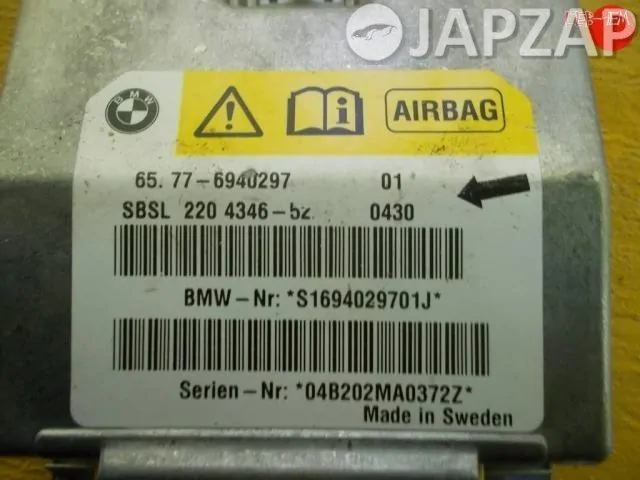 JAPZAP
BMW
AIRBAG
65. 77-6940297 01
SBSL 220 4346-52 0430
BMW-Nr: *S1694029701J*
Serien-Nr: *04B202MA0372Z*
Made in Sweden